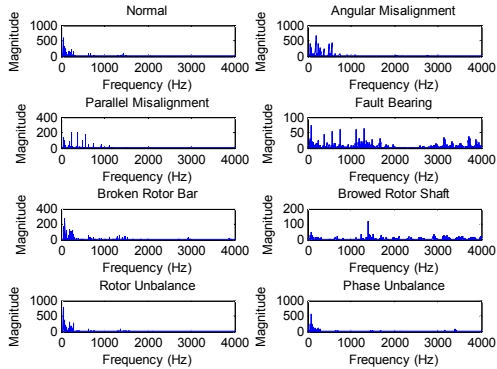 Normal
Magnitude
1000
500
0
0 1000 2000 3000 4000
Frequency (Hz)
Angular Misalignment
Magnitude
1000
500
0
0 1000 2000 3000 4000
Frequency (Hz)
Parallel Misalignment
Magnitude
400
200
0
0 1000 2000 3000 4000
Frequency (Hz)
Fault Bearing
Magnitude
100
50
0
0 1000 2000 3000 4000
Frequency (Hz)
Broken Rotor Bar
Magnitude
400
200
0
0 1000 2000 3000 4000
Frequency (Hz)
Browed Rotor Shaft
Magnitude
200
100
0
0 1000 2000 3000 4000
Frequency (Hz)
Rotor Unbalance
Magnitude
1000
500
0
0 1000 2000 3000 4000
Frequency (Hz)
Phase Unbalance
Magnitude
1000
500
0
0 1000 2000 3000 4000
Frequency (Hz)